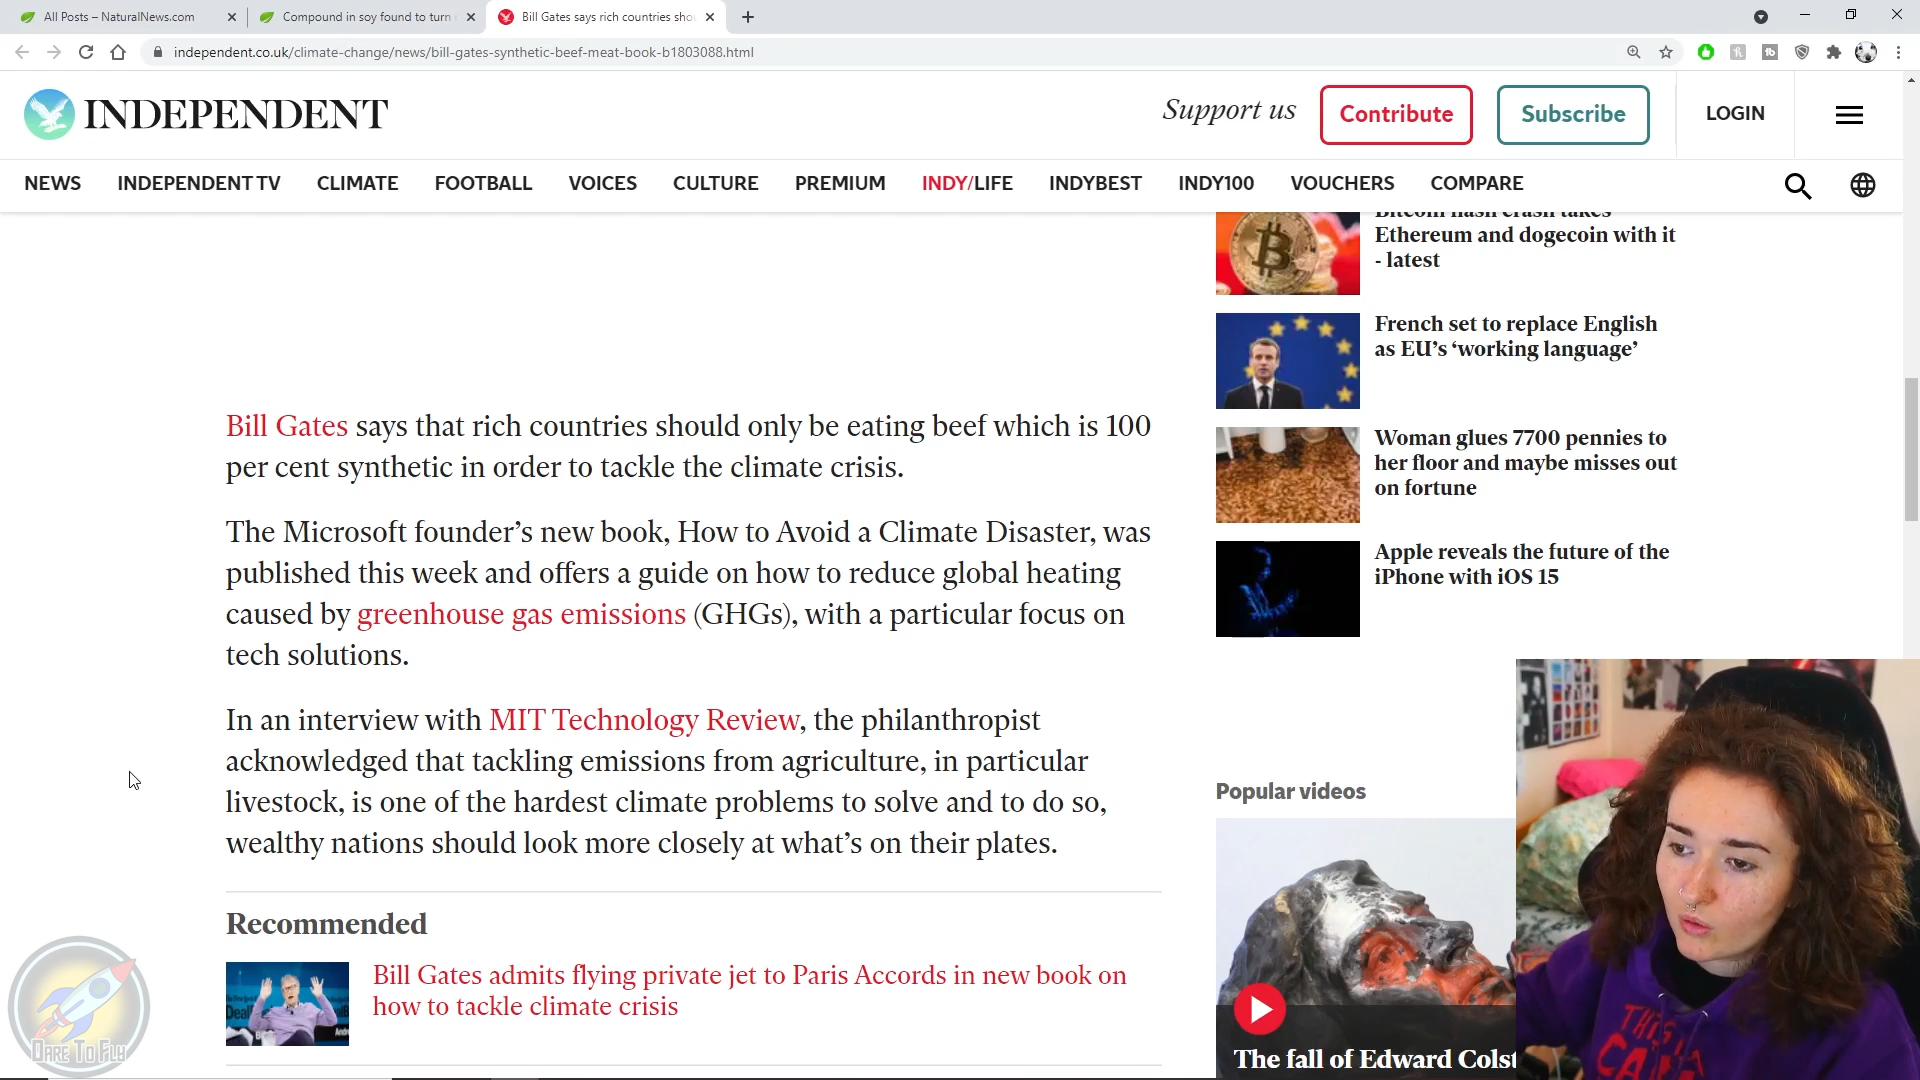 All Posts – NaturalNews.com
Compound in soy found to turn
Bill Gates says rich countries shou
independent.co.uk/climate-change/news/bill-gates-synthetic-beef-meat-book-b1803088.html
INDEPENDENT
Support us
Contribute
Subscribe
LOGIN
NEWS
INDEPENDENT TV
CLIMATE
FOOTBALL
VOICES
CULTURE
PREMIUM
INDY/LIFE
INDYBEST
INDY100
VOUCHERS
COMPARE
Bitcoin flash crash takes
Ethereum and dogecoin with it
- latest
French set to replace English
as EU’s ‘working language’
Woman glues 7700 pennies to
her floor and maybe misses out
on fortune
Apple reveals the future of the
iPhone with iOS 15
Bill Gates says that rich countries should only be eating beef which is 100
per cent synthetic in order to tackle the climate crisis.
The Microsoft founder’s new book, How to Avoid a Climate Disaster, was
published this week and offers a guide on how to reduce global heating
caused by greenhouse gas emissions (GHGs), with a particular focus on
tech solutions.
In an interview with MIT Technology Review, the philanthropist
acknowledged that tackling emissions from agriculture, in particular
livestock, is one of the hardest climate problems to solve and to do so,
wealthy nations should look more closely at what’s on their plates.
Recommended
Bill Gates admits flying private jet to Paris Accords in new book on
how to tackle climate crisis
Popular videos
The fall of Edward Colst
DARE TO FLY